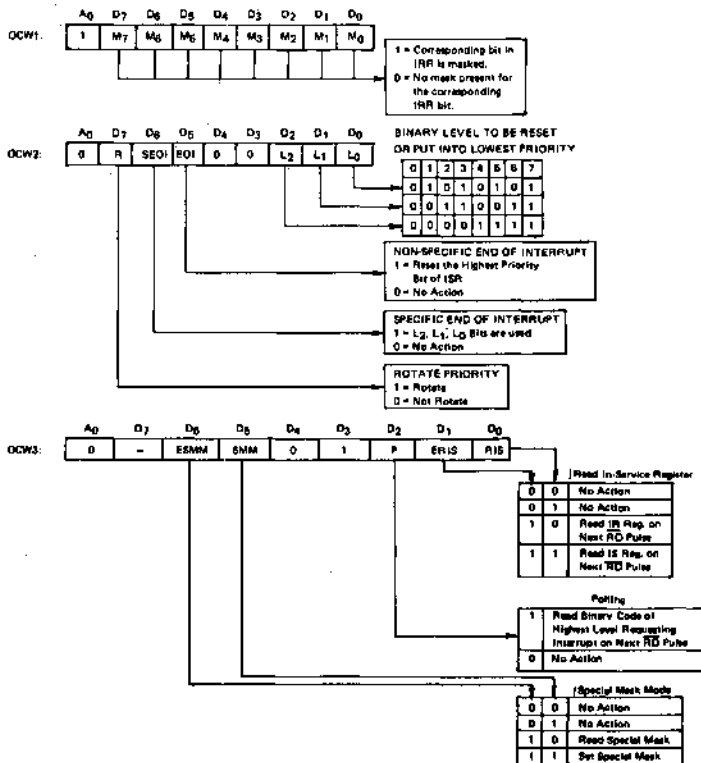 A0 D7 D6 D5 D4 D3 D2 D1 D0
OCW1: 1 M7 M6 M5 M4 M3 M2 M1 M0
1 = Corresponding bit in
IRR is masked.
0 = No mask present for
the corresponding
IRR bit.
A0 D7 D6 D5 D4 D3 D2 D1 D0
OCW2: 0 R SEOI EOI 0 0 L2 L1 L0
BINARY LEVEL TO BE RESET
OR PUT INTO LOWEST PRIORITY
0 1 2 3 4 5 6 7
0 1 0 1 0 1 0 1
0 0 1 1 0 0 1 1
0 0 0 0 1 1 1 1
NON-SPECIFIC END OF INTERRUPT
1 = Resets the Highest Priority
Bit of ISR
0 = No Action
SPECIFIC END OF INTERRUPT
1 = L2, L1, L0 Bits are used
0 = No Action
ROTATE PRIORITY
1 = Rotate
0 = Not Rotate
A0 D7 D6 D5 D4 D3 D2 D1 D0
OCW3: 0 – ESMM SMM 0 1 P ERIS RIS
Read In-Service Register
0 0 No Action
0 1 No Action
1 0 Read IR Reg. on
Next RD Pulse
1 1 Read IS Reg. on
Next RD Pulse
Polling
1 Read Binary Code of
Highest Level Requesting
Interrupt on Next RD Pulse
0 No Action
Special Mask Mode
0 0 No Action
0 1 No Action
1 0 Read Special Mask
1 1 Set Special Mask